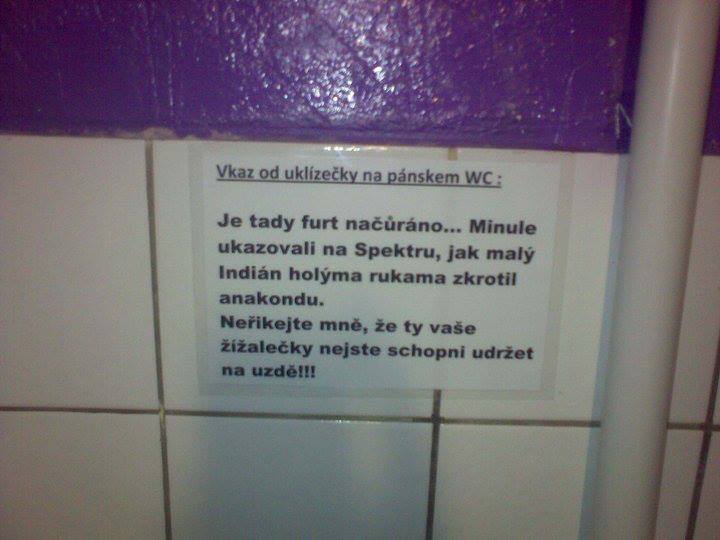 Vkaz od uklízečky na pánskem WC :
Je tady furt načůráno... Minule
ukazovali na Spektru, jak malý
Indián holýma rukama zkrotil
anakondu.
Neřikejte mně, že ty vaše
žížalečky nejste schopni udržet
na uzdě!!!